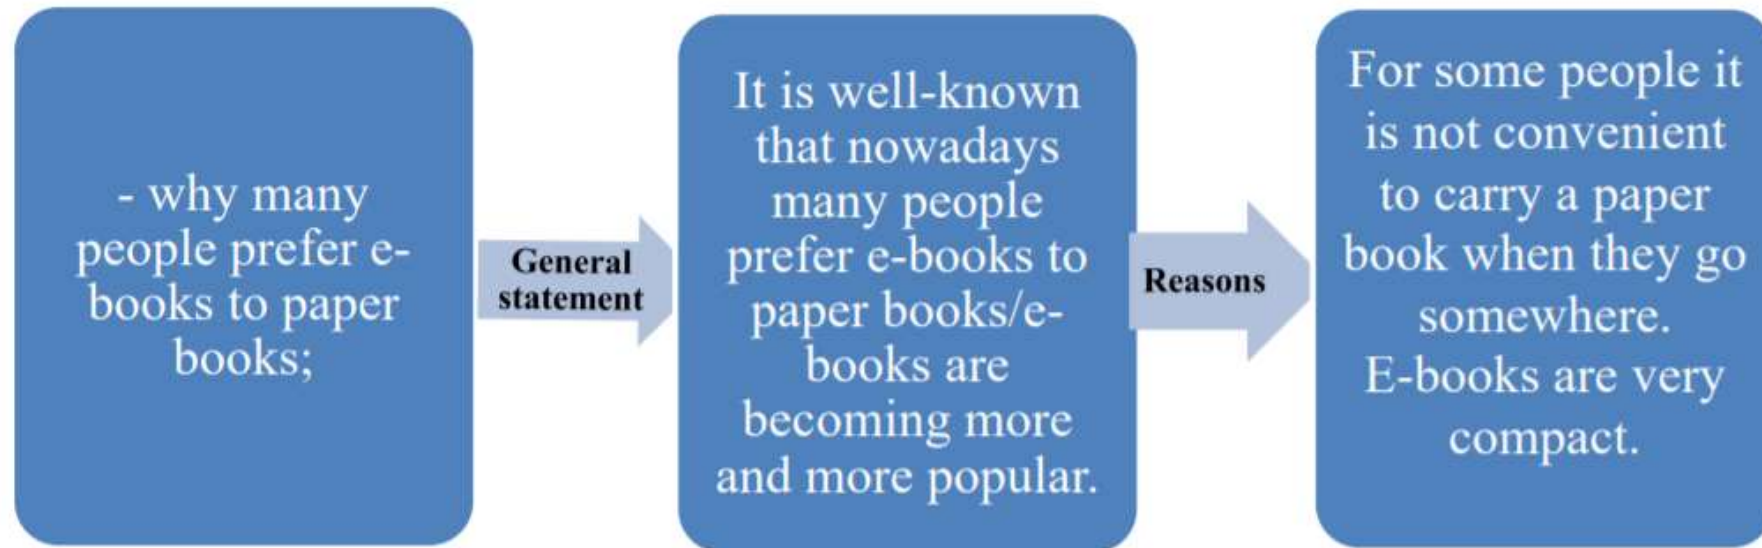 - why many
people prefer e-
books to paper
books;
General
statement
It is well-known
that nowadays
many people
prefer e-books to
paper books/e-
books are
becoming more
and more popular.
Reasons
For some people it
is not convenient
to carry a paper
book when they go
somewhere.
E-books are very
compact.